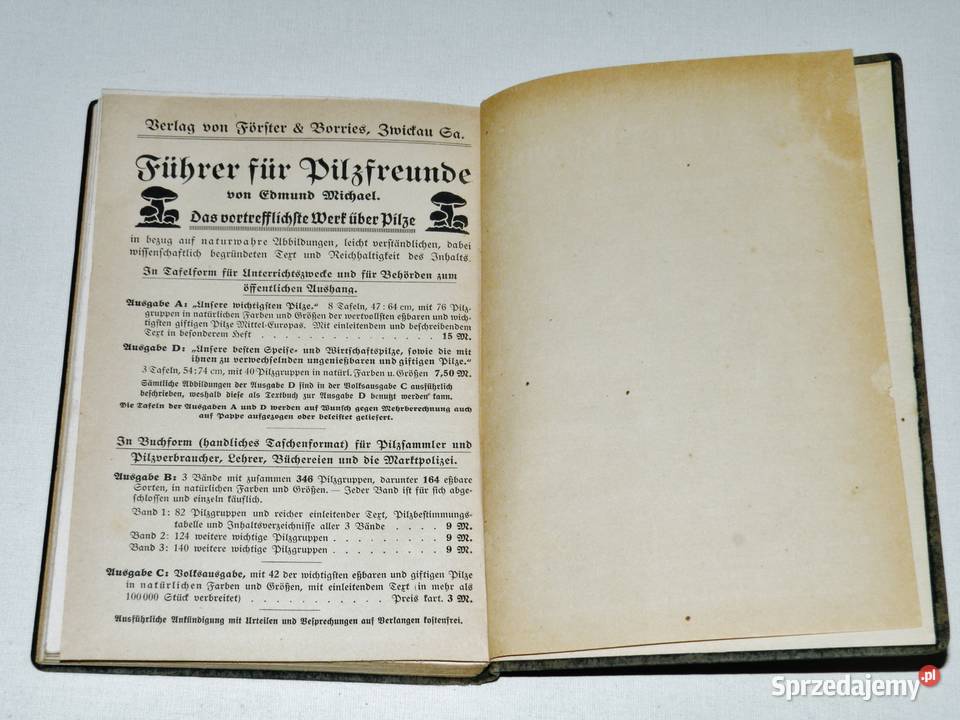 Verlag von Förster & Borries, Zwickau Sa.
Führer für Pilzfreunde
von Edmund Michael.
Das vortrefflichste Werk über Pilze
in bezug auf naturwahre Abbildungen, leicht verständlichen, dabei
wissenschaftlich begründeten Text und Reichhaltigkeit des Inhalts.
In Tafelform für Unterrichtszwecke und für Behörden zum
öffentlichen Aushang.
Ausgabe A: „Unsere wichtigsten Pilze.“ 8 Tafeln, 47:64 cm, mit 76 Pilz-
gruppen in natürlichen Farben und Größen der wertvollsten eßbaren und wich-
tigsten giftigen Pilze Mittel-Europas. Mit einleitendem und beschreibendem
Text in besonderem Heft . . . . . . . . . . . . . . . 15 M.
Ausgabe D: „Unsere besten Speise- und Wirtschaftspilze, sowie die mit
ihnen zu verwechselnden ungenießbaren und giftigen Pilze.“
3 Tafeln, 54:74 cm, mit 40 Pilzgruppen in natürl. Farben u. Größen 7,50 M.
Sämtliche Abbildungen der Ausgabe D sind in der Volksausgabe C ausführlich
beschrieben, weshalb diese als Textbuch zur Ausgabe D benutzt werden kann.
Die Tafeln der Ausgaben A und D werden auf Wunsch gegen Mehrberechnung auch
auf Pappe aufgezogen oder beleistet geliefert.
In Buchform (handliches Taschenformat) für Pilzsammler und
Pilzverbraucher, Lehrer, Büchereien und die Marktpolizei.
Ausgabe B: 3 Bände mit zusammen 346 Pilzgruppen, darunter 164 eßbare
Sorten, in natürlichen Farben und Größen. — Jeder Band ist für sich abge-
schlossen und einzeln käuflich.
Band 1: 82 Pilzgruppen und reicher einleitender Text, Pilzbestimmungs-
tabelle und Inhaltsverzeichnisse aller 3 Bände . . . . 9 M.
Band 2: 124 weitere wichtige Pilzgruppen . . . . . . . . . 9 M.
Band 3: 140 weitere wichtige Pilzgruppen . . . . . . . . . 9 M.
Ausgabe C: Volksausgabe, mit 42 der wichtigsten eßbaren und giftigen Pilze
in natürlichen Farben und Größen, mit einleitendem Text (in mehr als
100000 Stück verbreitet) . . . . . . . . . . . Preis kart. 3 M.
Ausführliche Ankündigung mit Urteilen und Besprechungen auf Verlangen kostenfrei.
Sprzedajemy.pl